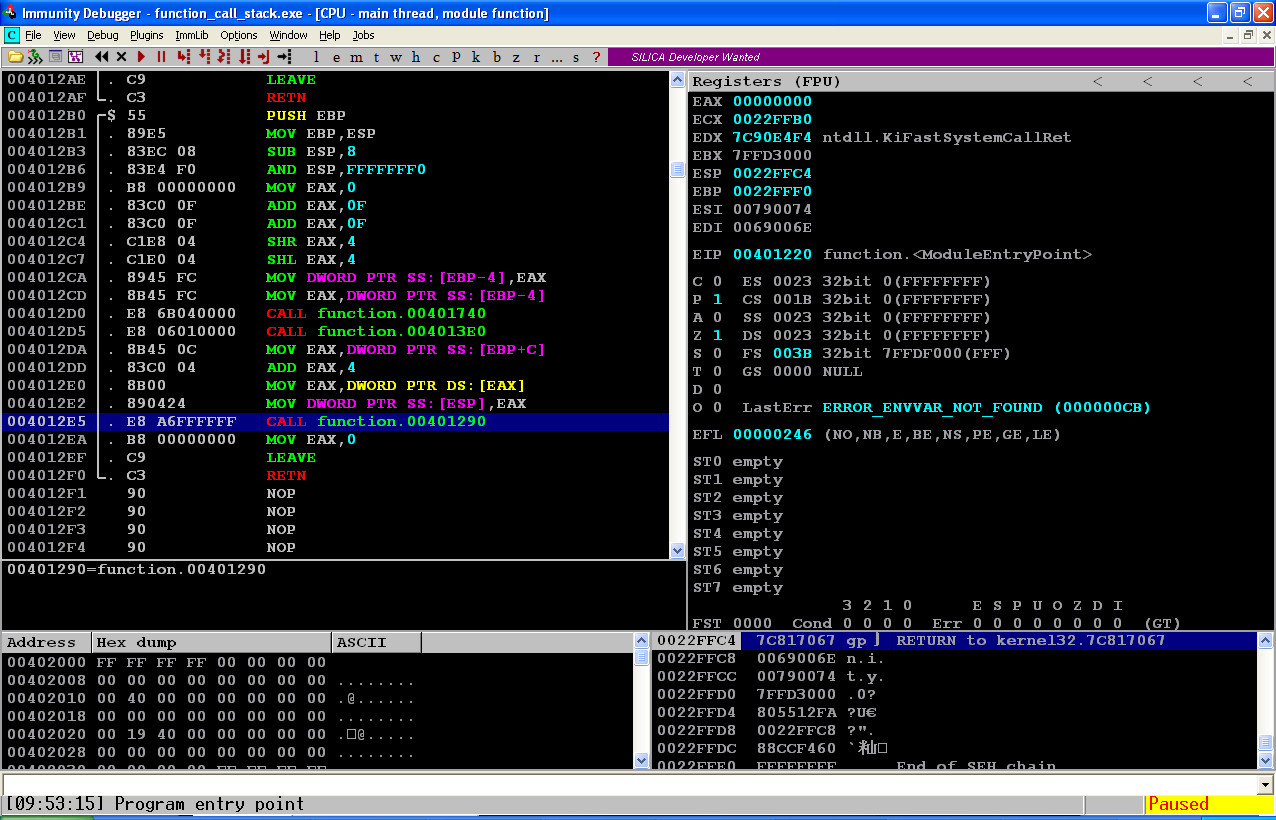 Immunity Debugger - function_call_stack.exe - [CPU - main thread, module function]
C File View Debug Plugins ImmLib Options Window Help Jobs
l e m t w h c P k b z r ... s ? SILICA Developer Wanted
004012AE . C9 LEAVE
004012AF . C3 RETN
004012B0 $ 55 PUSH EBP
004012B1 . 89E5 MOV EBP,ESP
004012B3 . 83EC 08 SUB ESP,8
004012B6 . 83E4 F0 AND ESP,FFFFFFF0
004012B9 . B8 00000000 MOV EAX,0
004012BE . 83C0 0F ADD EAX,0F
004012C1 . 83C0 0F ADD EAX,0F
004012C4 . C1E8 04 SHR EAX,4
004012C7 . C1E0 04 SHL EAX,4
004012CA . 8945 FC MOV DWORD PTR SS:[EBP-4],EAX
004012CD . 8B45 FC MOV EAX,DWORD PTR SS:[EBP-4]
004012D0 . E8 6B040000 CALL function.00401740
004012D5 . E8 06010000 CALL function.004013E0
004012DA . 8B45 0C MOV EAX,DWORD PTR SS:[EBP+C]
004012DD . 83C0 04 ADD EAX,4
004012E0 . 8B00 MOV EAX,DWORD PTR DS:[EAX]
004012E2 . 890424 MOV DWORD PTR SS:[ESP],EAX
004012E5 . E8 A6FFFFFF CALL function.00401290
004012EA . B8 00000000 MOV EAX,0
004012EF . C9 LEAVE
004012F0 . C3 RETN
004012F1 90 NOP
004012F2 90 NOP
004012F3 90 NOP
004012F4 90 NOP
00401290=function.00401290
Registers (FPU) < < < <
EAX 00000000
ECX 0022FFB0
EDX 7C90E4F4 ntdll.KiFastSystemCallRet
EBX 7FFD3000
ESP 0022FFC4
EBP 0022FFF0
ESI 00790074
EDI 0069006E
EIP 00401220 function.<ModuleEntryPoint>
C 0 ES 0023 32bit 0(FFFFFFFF)
P 1 CS 001B 32bit 0(FFFFFFFF)
A 0 SS 0023 32bit 0(FFFFFFFF)
Z 1 DS 0023 32bit 0(FFFFFFFF)
S 0 FS 003B 32bit 7FFDF000(FFF)
T 0 GS 0000 NULL
D 0
O 0 LastErr ERROR_ENVVAR_NOT_FOUND (000000CB)
EFL 00000246 (NO,NB,E,BE,NS,PE,GE,LE)
ST0 empty
ST1 empty
ST2 empty
ST3 empty
ST4 empty
ST5 empty
ST6 empty
ST7 empty
3 2 1 0 E S P U O Z D I
FST 0000 Cond 0 0 0 0 Err 0 0 0 0 0 0 0 0 (GT)
Address Hex dump ASCII
00402000 FF FF FF FF 00 00 00 00
00402008 00 00 00 00 00 00 00 00 ........
00402010 00 40 00 00 00 00 00 00 .@......
00402018 00 00 00 00 00 00 00 00 ........
00402020 00 19 40 00 00 00 00 00 .□@.....
00402028 00 00 00 00 00 00 00 00 ........
00402030 00 00 00 00 FF FF FF FF
0022FFC4 7C817067 gp RETURN to kernel32.7C817067
0022FFC8 0069006E n.i.
0022FFCC 00790074 t.y.
0022FFD0 7FFD3000 .0?
0022FFD4 805512FA ?U€
0022FFD8 0022FFC8 ?".
0022FFDC 88CCF460 `籼□
0022FFE0 FFFFFFFF End of SEH chain
[09:53:15] Program entry point
Paused